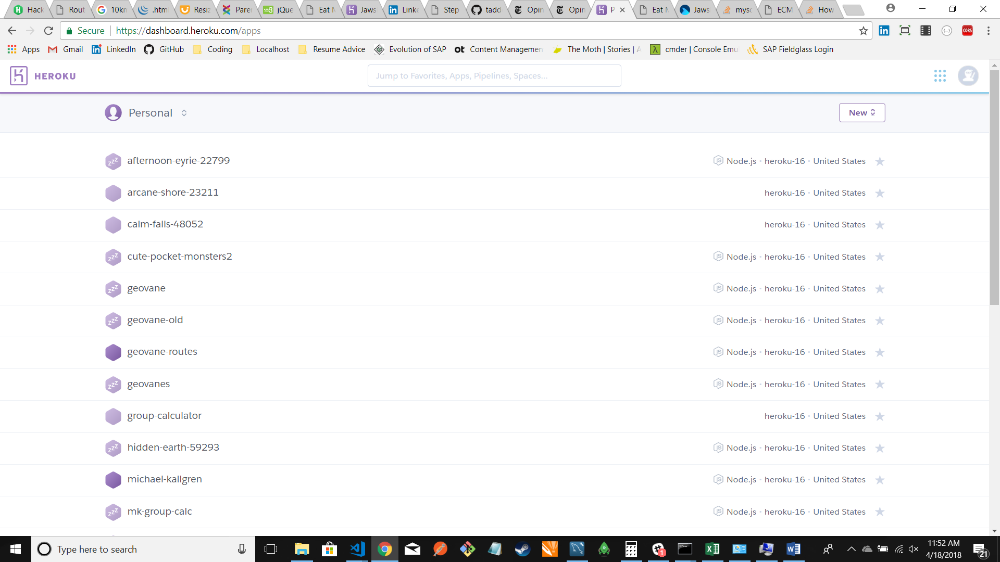 Hack Rout 10kn .html Resiz Parer jQue Eat N Jaws Linke Step tadd Opin Opin P Eat N Jaws mysq ECM How
Secure https://dashboard.heroku.com/apps
Apps Gmail LinkedIn GitHub Coding Localhost Resume Advice Evolution of SAP Content Managemen The Moth | Stories | A cmder | Console Emu SAP Fieldglass Login
HEROKU Jump to Favorites, Apps, Pipelines, Spaces...
Personal New
afternoon-eyrie-22799 Node.js · heroku-16 · United States
arcane-shore-23211 heroku-16 · United States
calm-falls-48052 heroku-16 · United States
cute-pocket-monsters2 Node.js · heroku-16 · United States
geovane Node.js · heroku-16 · United States
geovane-old Node.js · heroku-16 · United States
geovane-routes Node.js · heroku-16 · United States
geovanes Node.js · heroku-16 · United States
group-calculator heroku-16 · United States
hidden-earth-59293 Node.js · heroku-16 · United States
michael-kallgren Node.js · heroku-16 · United States
mk-group-calc Node.js · heroku-16 · United States
Type here to search
11:52 AM
4/18/2018
21